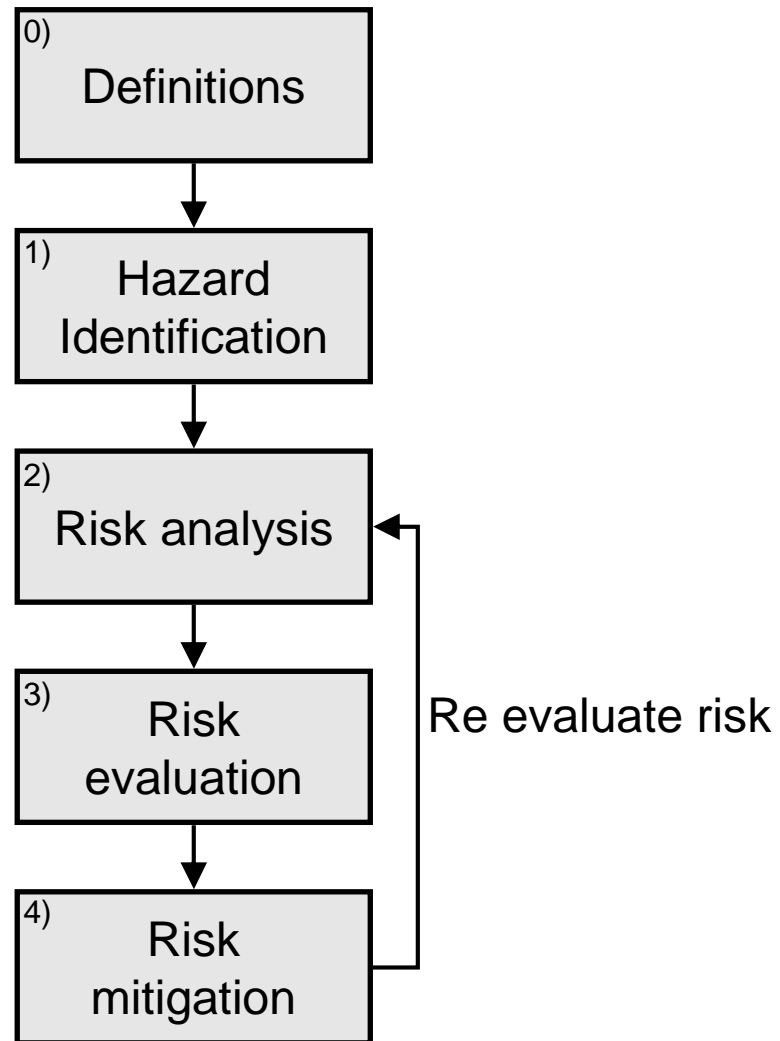 0)
Definitions
1)
Hazard
Identification
2)
Risk analysis
3)
Risk
evaluation
Re evaluate risk
4)
Risk
mitigation